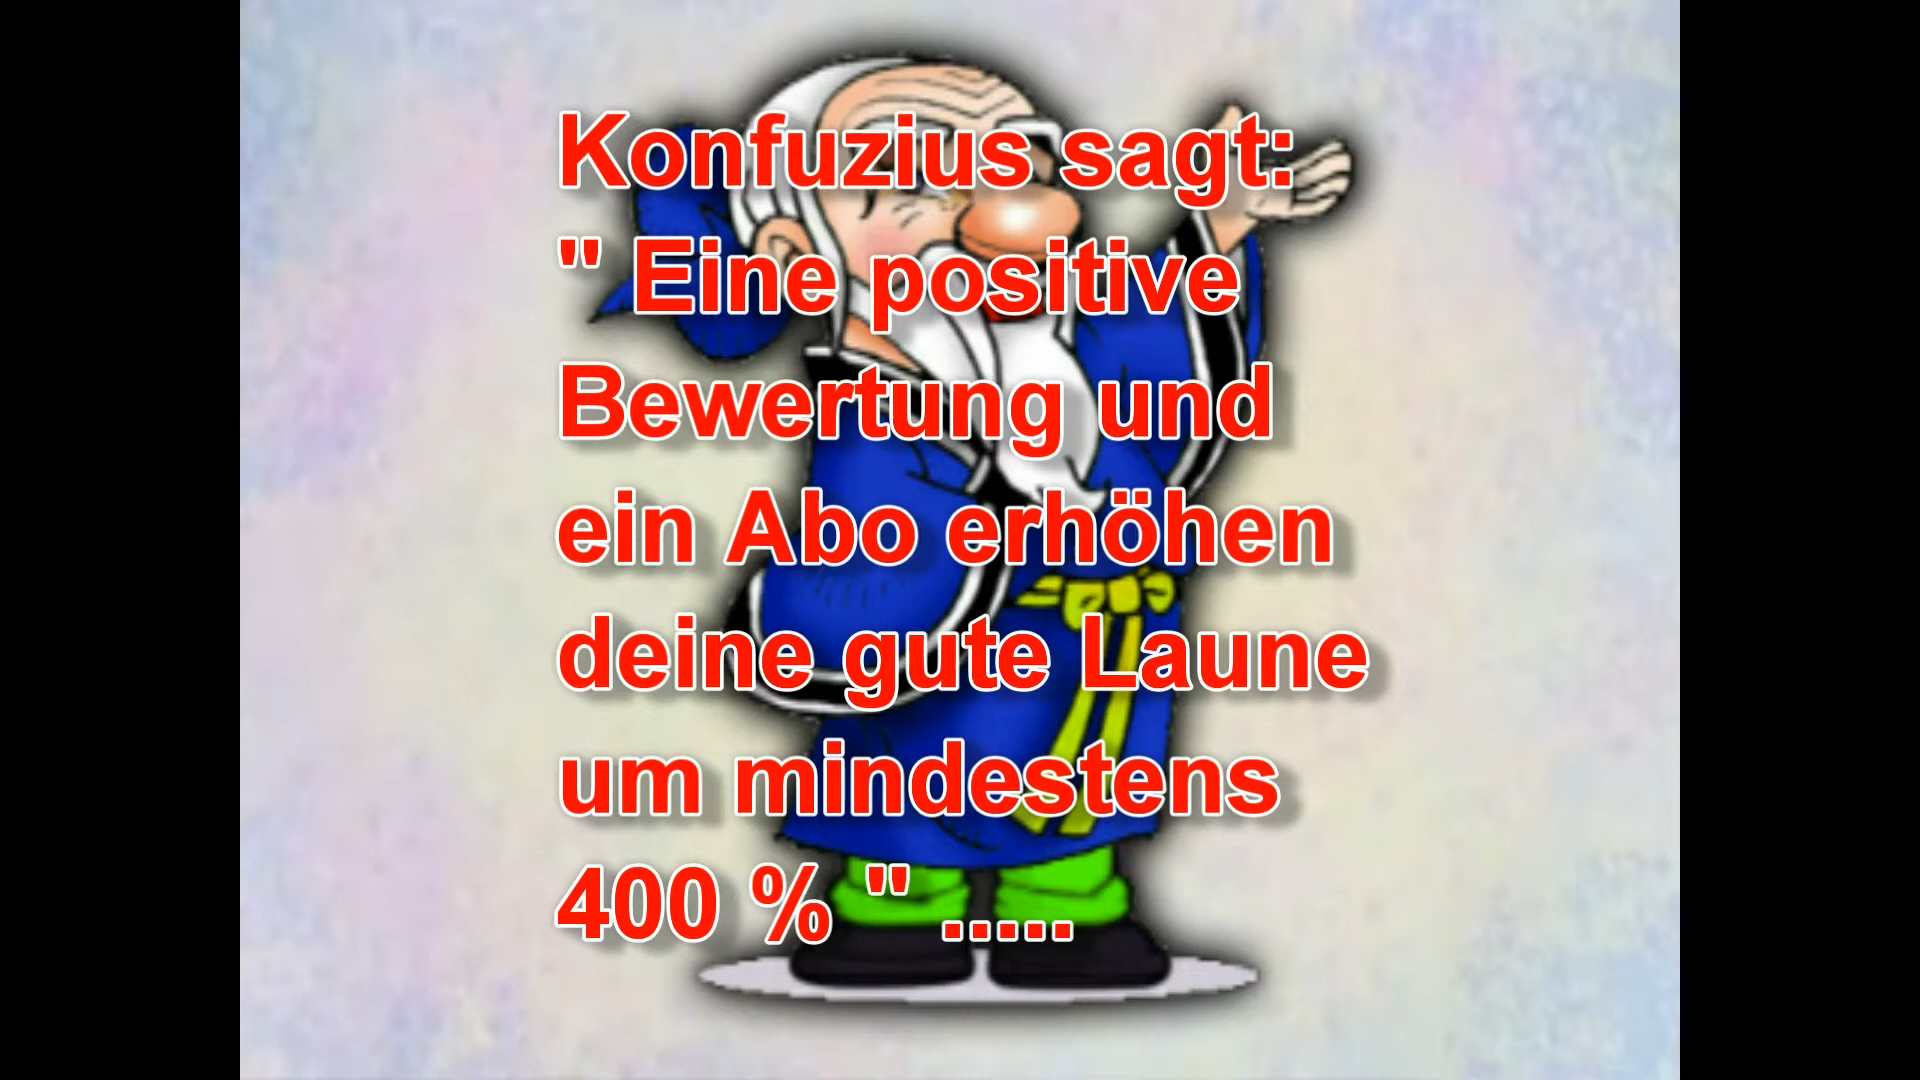 Konfuzius sagt:
" Eine positive
Bewertung und
ein Abo erhöhen
deine gute Laune
um mindestens
400 % " .....